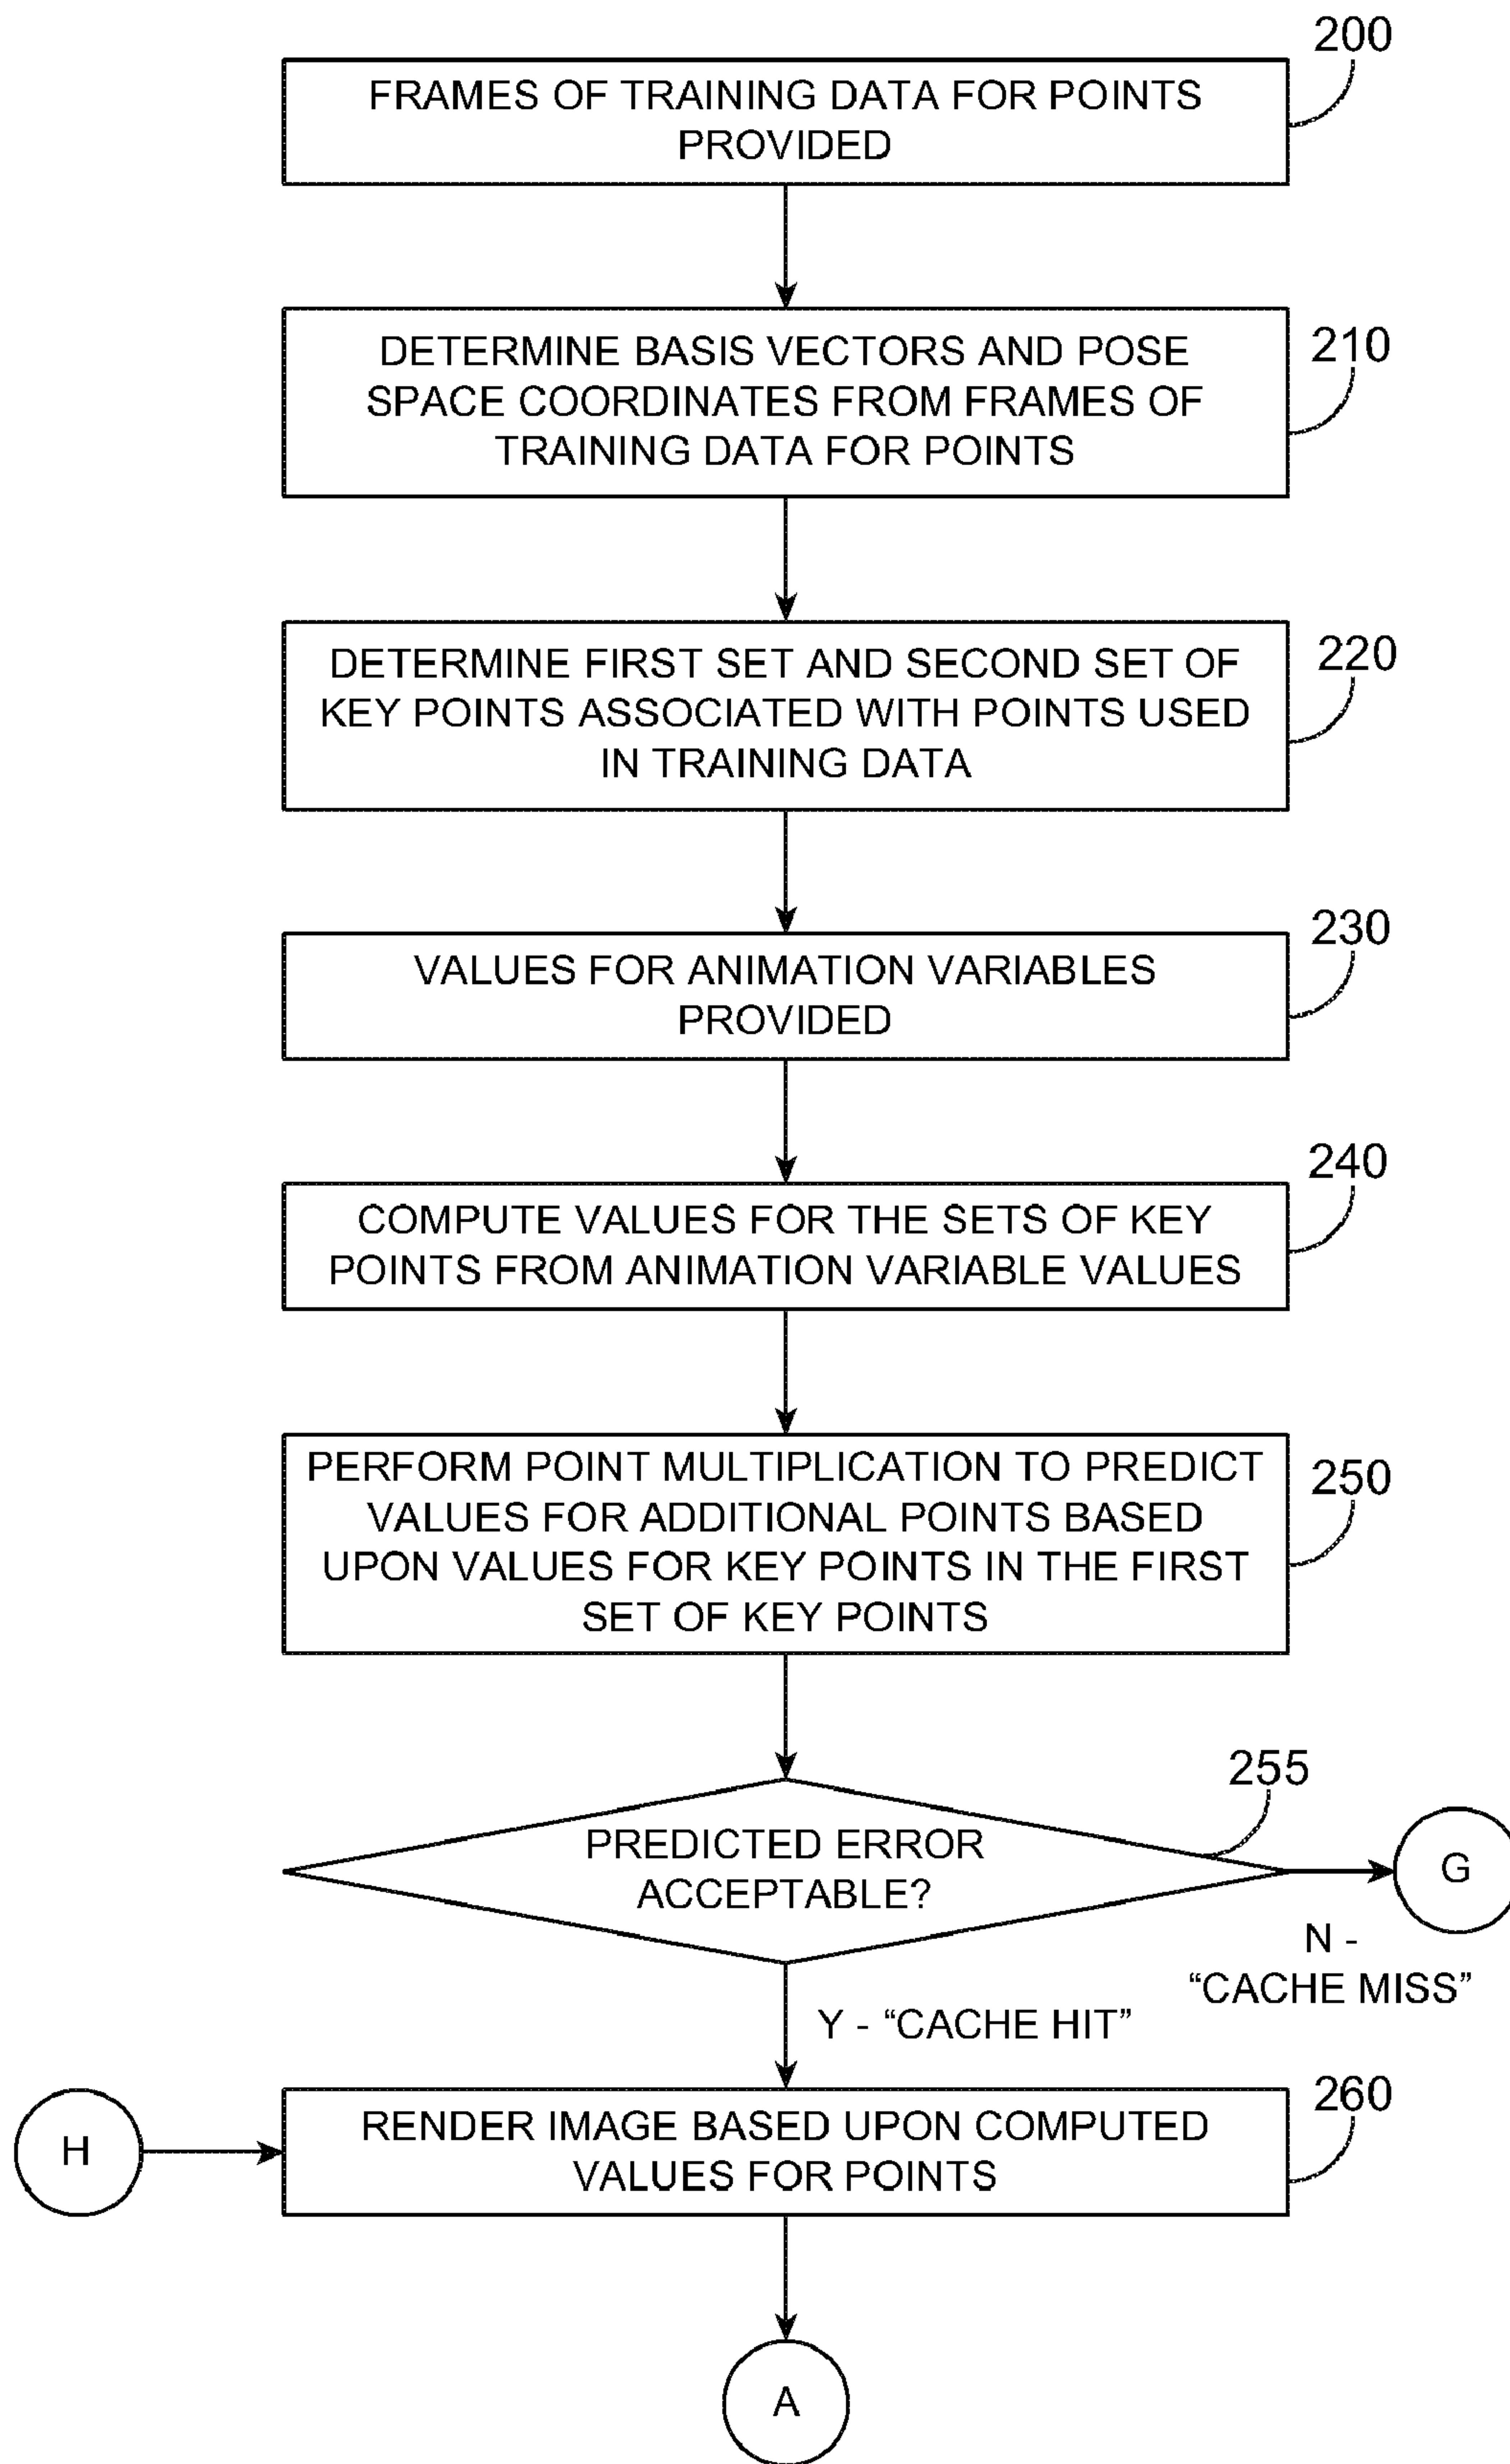 200
FRAMES OF TRAINING DATA FOR POINTS
PROVIDED
210
DETERMINE BASIS VECTORS AND POSE
SPACE COORDINATES FROM FRAMES OF
TRAINING DATA FOR POINTS
220
DETERMINE FIRST SET AND SECOND SET OF
KEY POINTS ASSOCIATED WITH POINTS USED
IN TRAINING DATA
230
VALUES FOR ANIMATION VARIABLES
PROVIDED
240
COMPUTE VALUES FOR THE SETS OF KEY
POINTS FROM ANIMATION VARIABLE VALUES
250
PERFORM POINT MULTIPLICATION TO PREDICT
VALUES FOR ADDITIONAL POINTS BASED
UPON VALUES FOR KEY POINTS IN THE FIRST
SET OF KEY POINTS
255
PREDICTED ERROR
ACCEPTABLE?
G
N -
“CACHE MISS”
Y - “CACHE HIT”
260
H
RENDER IMAGE BASED UPON COMPUTED
VALUES FOR POINTS
A